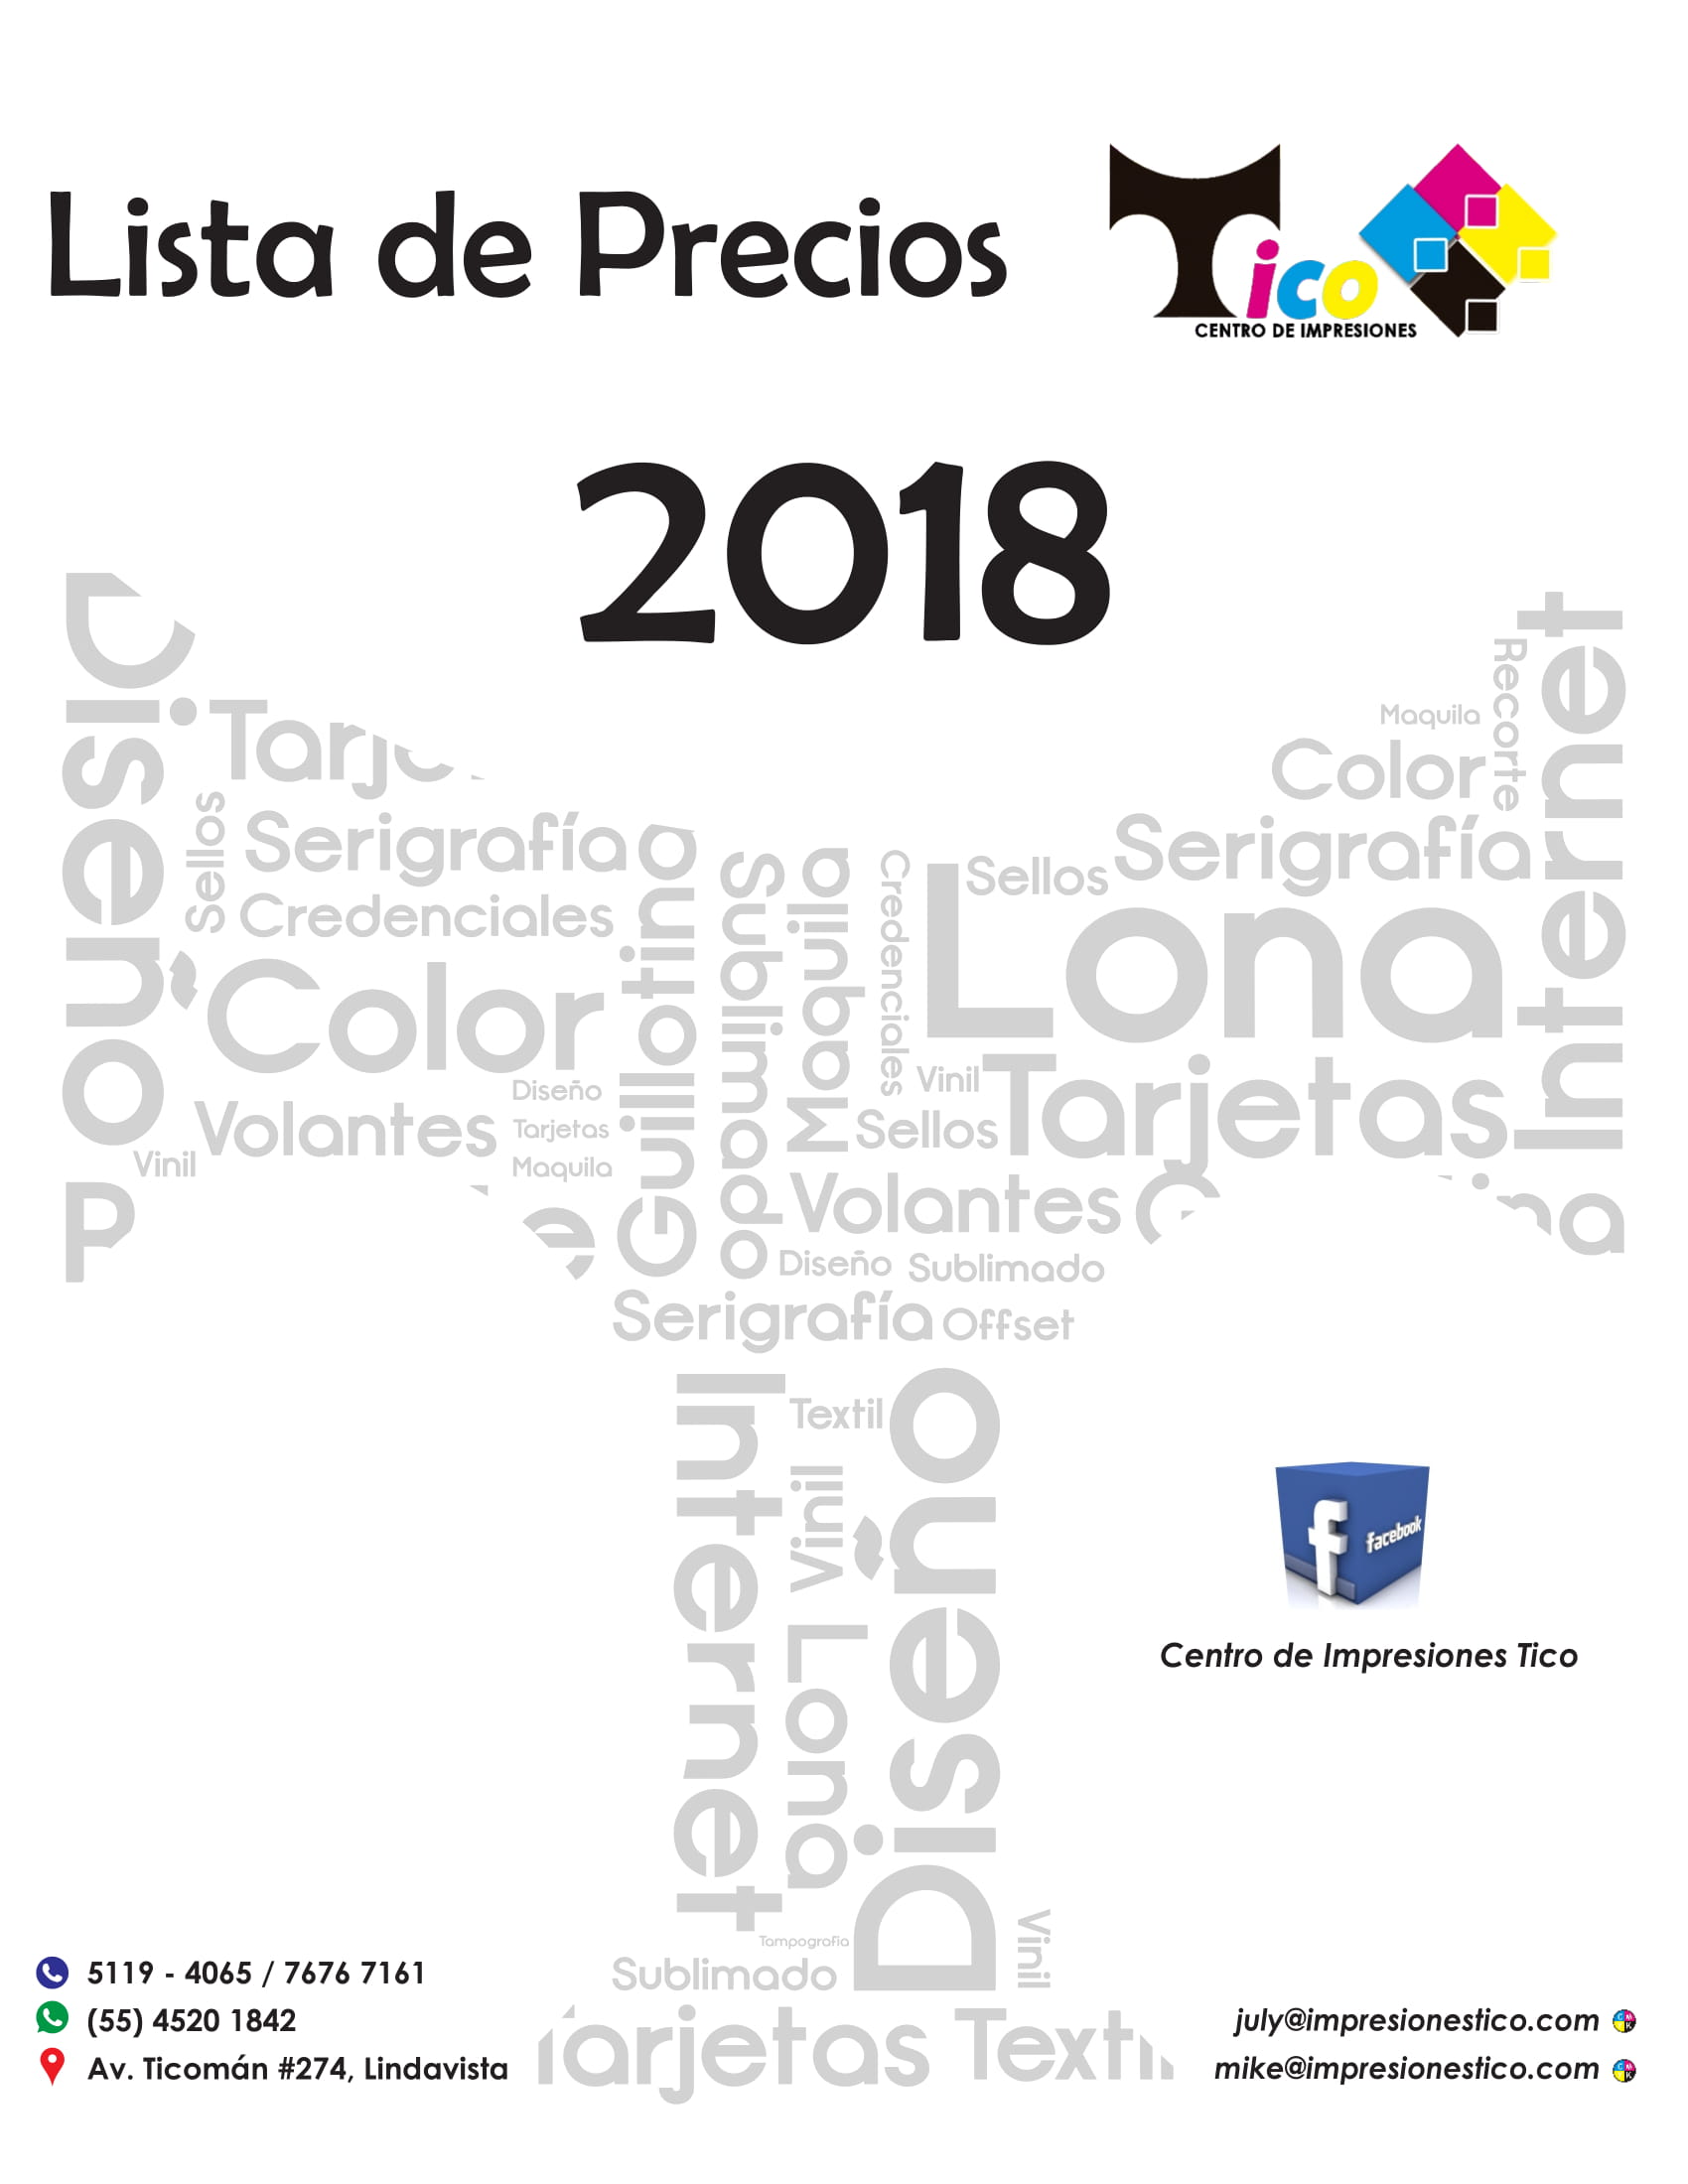 Lista de Precios
Tico
CENTRO DE IMPRESIONES
2018
Diseño
Tarje
Sellos
Serigrafía
Credenciales
Color
Volantes
Diseño
Tarjetas
Maquila
Vinil
P
e
Guillotina
Sublimado
Maquila
Credenciales
Sellos
Serigrafía
Maquila
Color
Recorte
Internet
Lona
Vinil
Tarjetas
Sellos
Volantes
Diseño
Sublimado
Serigrafía
Offset
Internet
Textil
Vinil
Lona
Diseño
Tampografia
Sublimado
Vinil
Tarjetas
Textil
facebook
Centro de Impresiones Tico
5119 - 4065 / 7676 7161
(55) 4520 1842
Av. Ticomán #274, Lindavista
july@impresionestico.com
mike@impresionestico.com